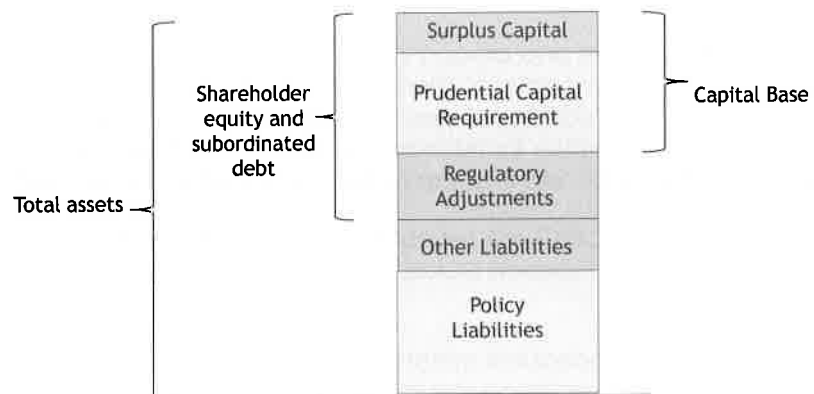 Surplus Capital
Prudential Capital
Requirement
Capital Base
Shareholder
equity and
subordinated
debt
Regulatory
Adjustments
Total assets
Other Liabilities
Policy
Liabilities